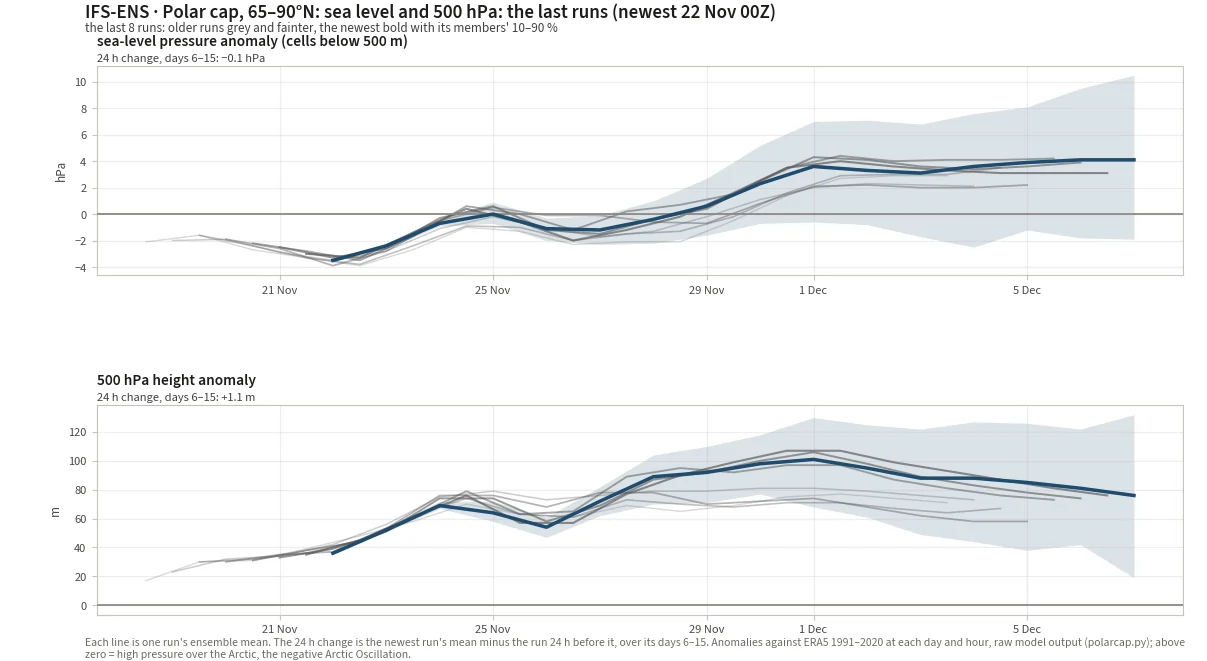 IFS-ENS · Polar cap, 65–90°N: sea level and 500 hPa: the last runs (newest 22 Nov 00Z)
the last 8 runs: older runs grey and fainter, the newest bold with its members' 10–90 %
sea-level pressure anomaly (cells below 500 m)
24 h change, days 6–15: −0.1 hPa
10
8
6
4
2
0
−2
−4
hPa
21 Nov
25 Nov
29 Nov
1 Dec
5 Dec
500 hPa height anomaly
24 h change, days 6–15: +1.1 m
120
100
80
60
40
20
0
m
21 Nov
25 Nov
29 Nov
1 Dec
5 Dec
Each line is one run's ensemble mean. The 24 h change is the newest run's mean minus the run 24 h before it, over its days 6–15. Anomalies against ERA5 1991–2020 at each day and hour, raw model output (polarcap.py); above
zero = high pressure over the Arctic, the negative Arctic Oscillation.